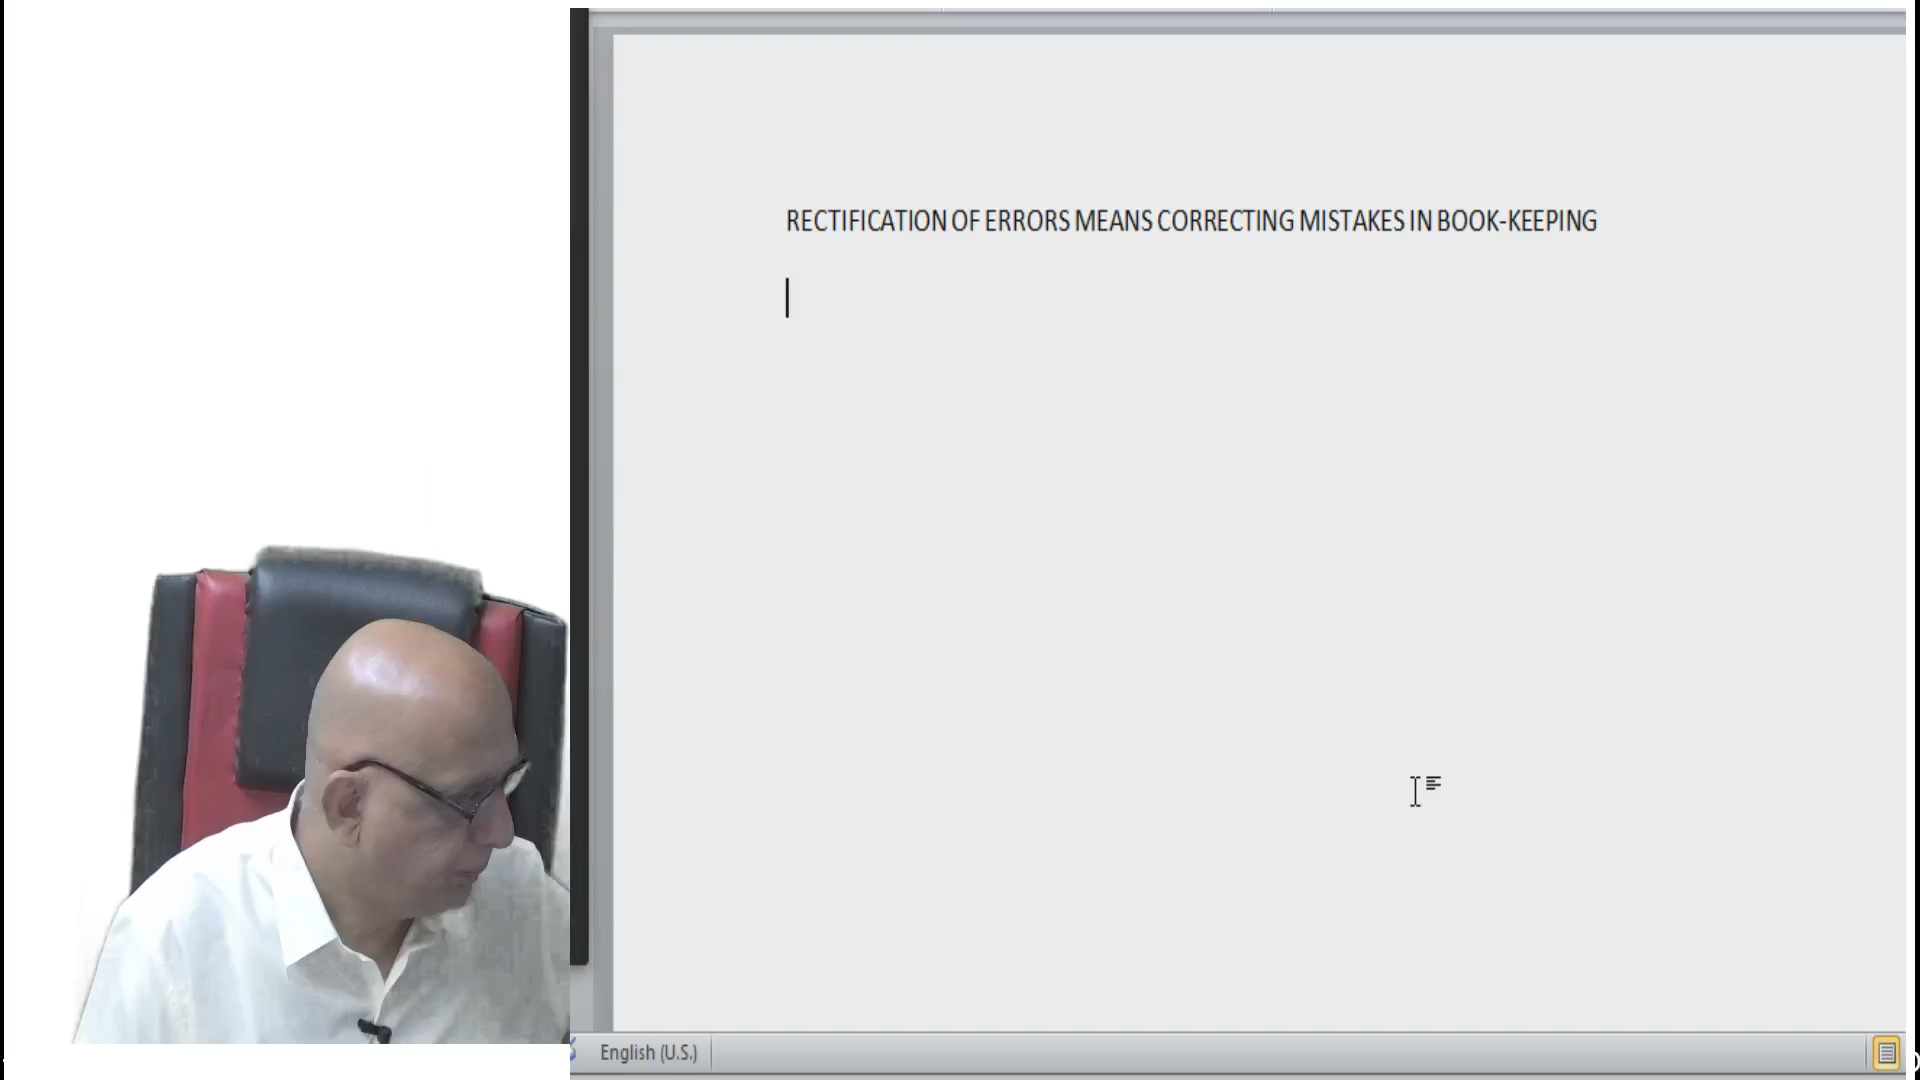 RECTIFICATION OF ERRORS MEANS CORRECTING MISTAKES IN BOOK-KEEPING
English (U.S.)